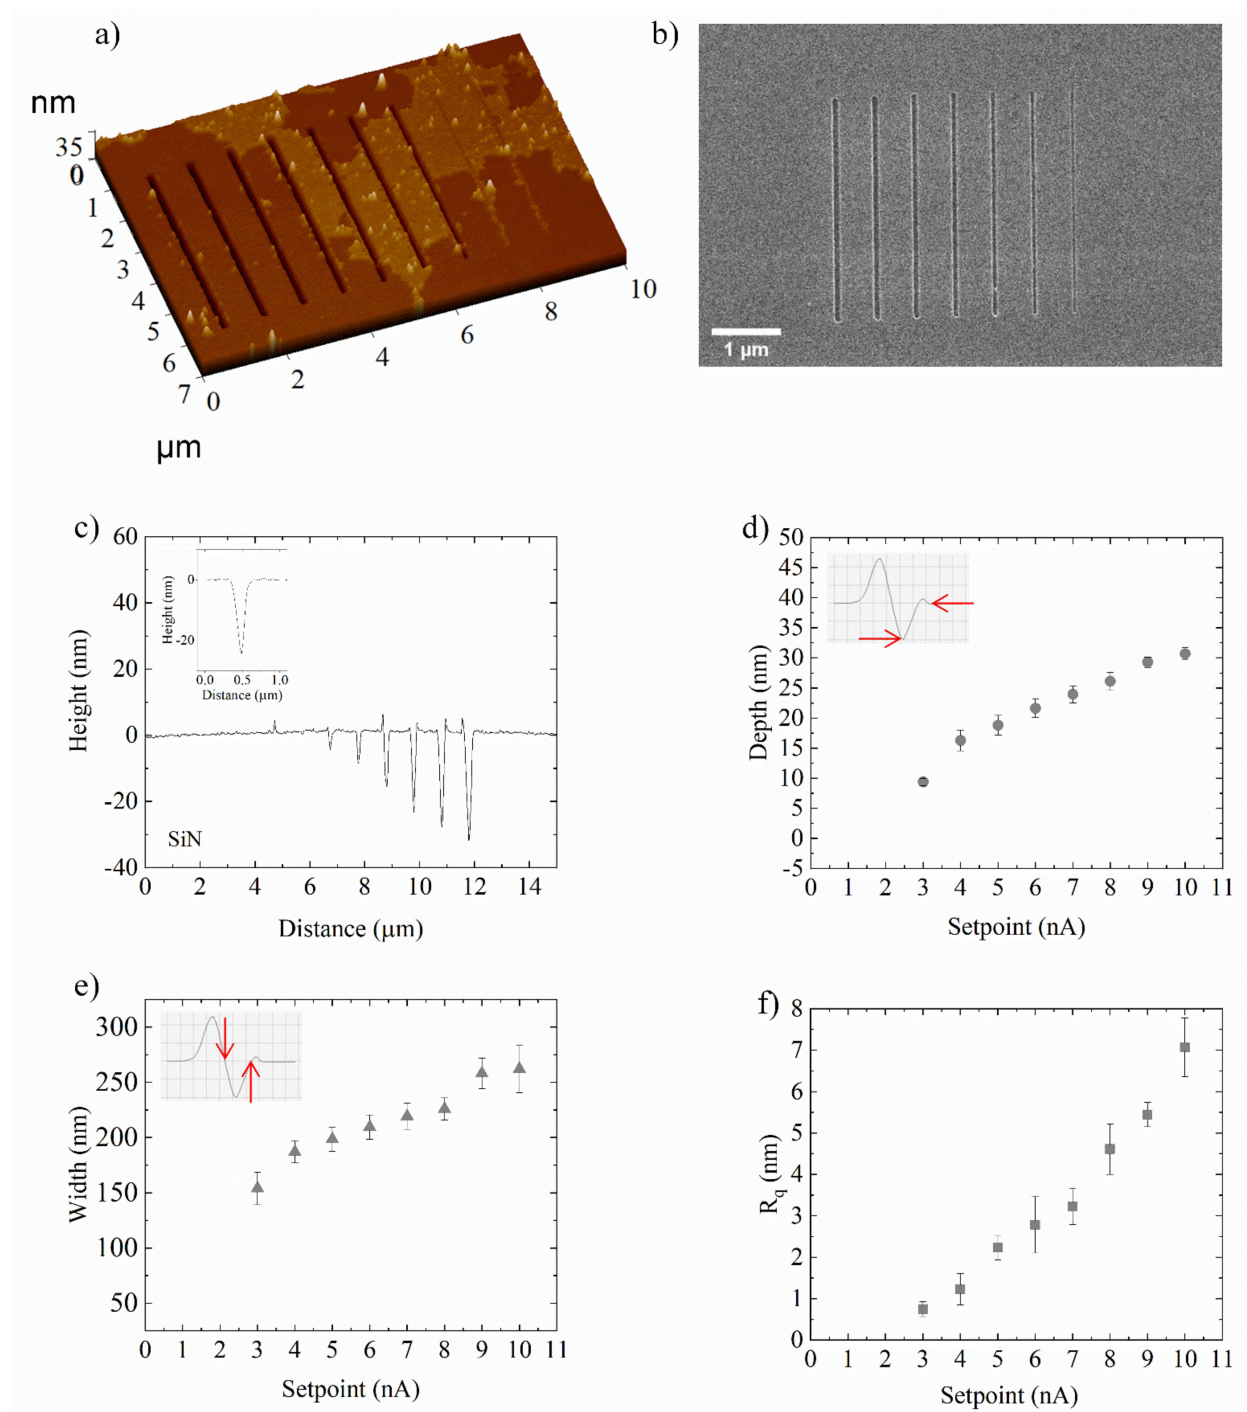 a)
nm
35
0
0
1
2
3
4
5
6
7
0
2
4
6
8
10
µm
b)
1 µm
c)
60
40
20
0
-20
-40
Height (nm)
0 2 4 6 8 10 12 14
Distance (µm)
SiN
0
-20
Height (nm)
0.0 0.5 1.0
Distance (µm)
d)
50
45
40
35
30
25
20
15
10
5
0
-5
Depth (nm)
0 1 2 3 4 5 6 7 8 9 10 11
Setpoint (nA)
e)
300
250
200
150
100
50
Width (nm)
0 1 2 3 4 5 6 7 8 9 10 11
Setpoint (nA)
f)
8
7
6
5
4
3
2
1
0
Rq (nm)
0 1 2 3 4 5 6 7 8 9 10 11
Setpoint (nA)